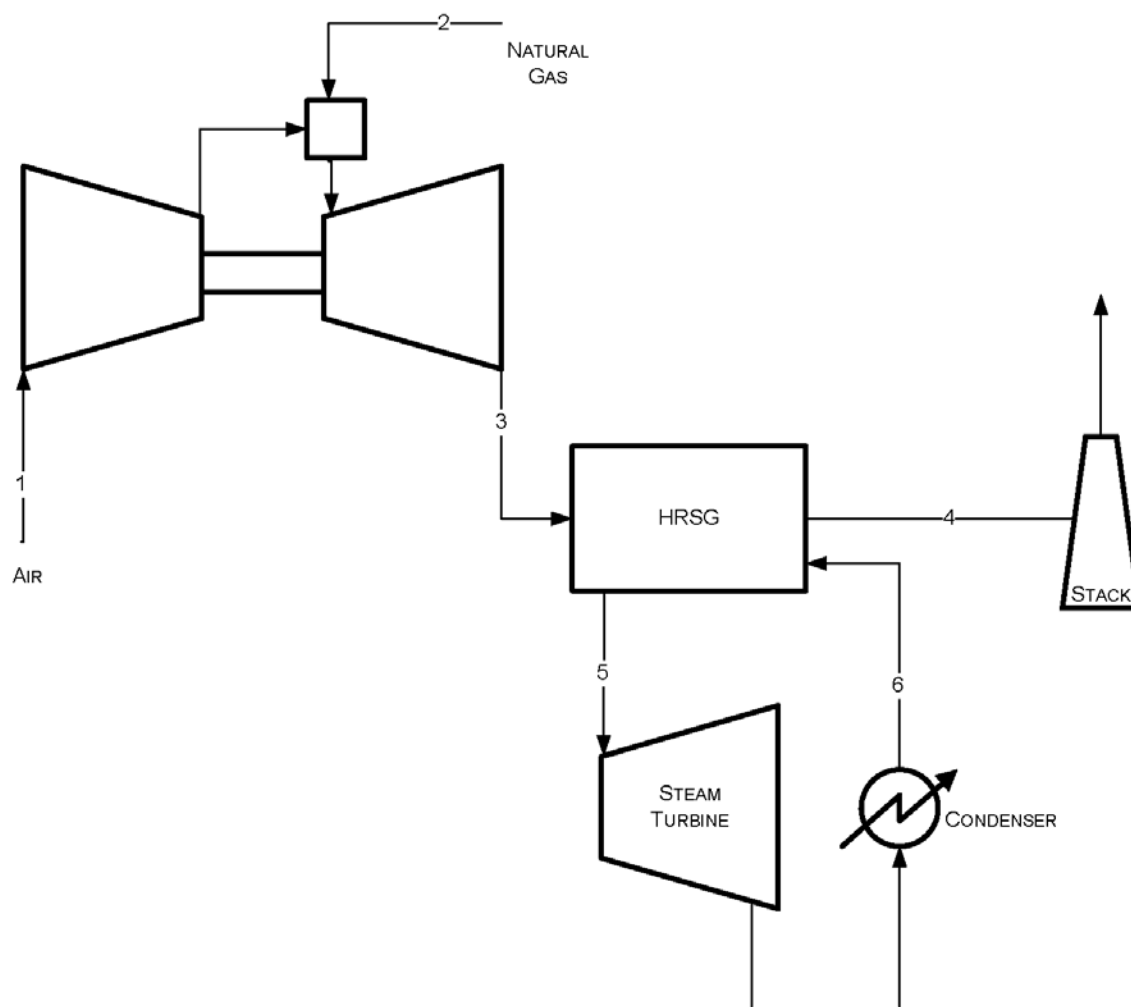 2
NATURAL
GAS
3
1
AIR
HRSG
4
STACK
5
6
STEAM
TURBINE
CONDENSER